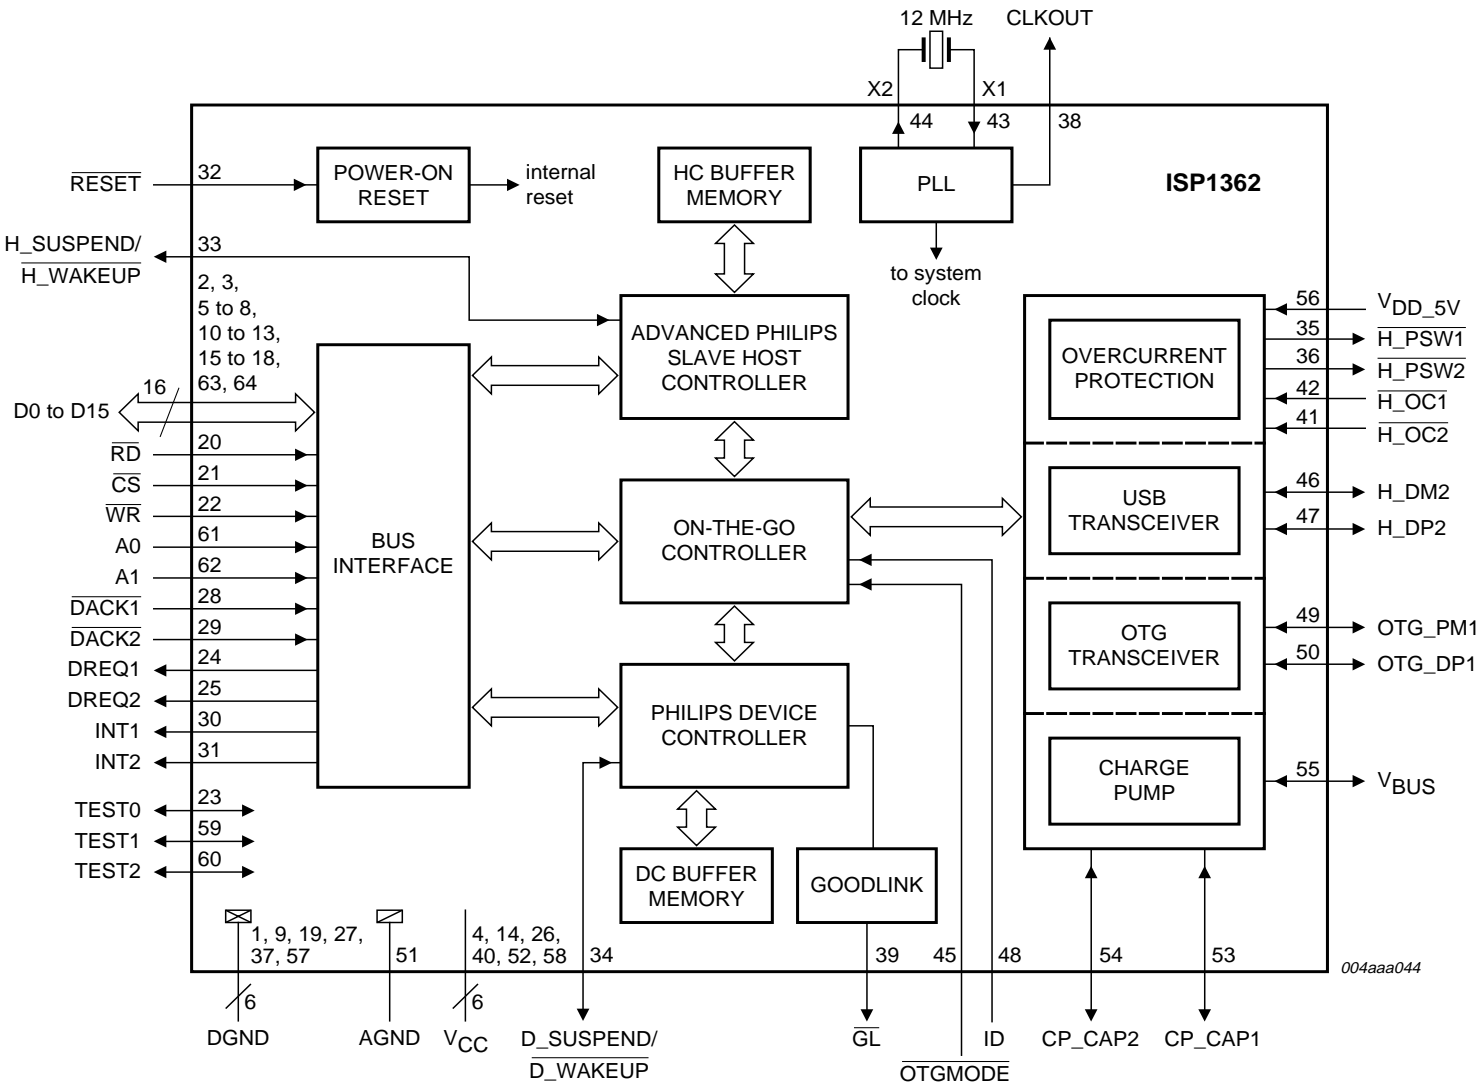 12 MHz
CLKOUT
X2
X1
44
43
38
RESET
32
POWER-ON
RESET
internal
reset
HC BUFFER
MEMORY
PLL
ISP1362
H_SUSPEND/
H_WAKEUP
33
to system
clock
2, 3,
5 to 8,
10 to 13,
15 to 18,
63, 64
16
D0 to D15
ADVANCED PHILIPS
SLAVE HOST
CONTROLLER
OVERCURRENT
PROTECTION
56
VDD_5V
35
H_PSW1
36
H_PSW2
42
H_OC1
41
H_OC2
RD
20
CS
21
WR
22
A0
61
A1
62
DACK1
28
DACK2
29
DREQ1
24
DREQ2
25
INT1
30
INT2
31
BUS
INTERFACE
ON-THE-GO
CONTROLLER
USB
TRANSCEIVER
46
H_DM2
47
H_DP2
OTG
TRANSCEIVER
49
OTG_PM1
50
OTG_DP1
PHILIPS DEVICE
CONTROLLER
CHARGE
PUMP
55
VBUS
TEST0
23
TEST1
59
TEST2
60
DC BUFFER
MEMORY
GOODLINK
1, 9, 19, 27,
37, 57
51
4, 14, 26,
40, 52, 58
34
39
45
48
54
53
004aaa044
6
6
DGND
AGND
VCC
D_SUSPEND/
D_WAKEUP
GL
OTGMODE
ID
CP_CAP2
CP_CAP1